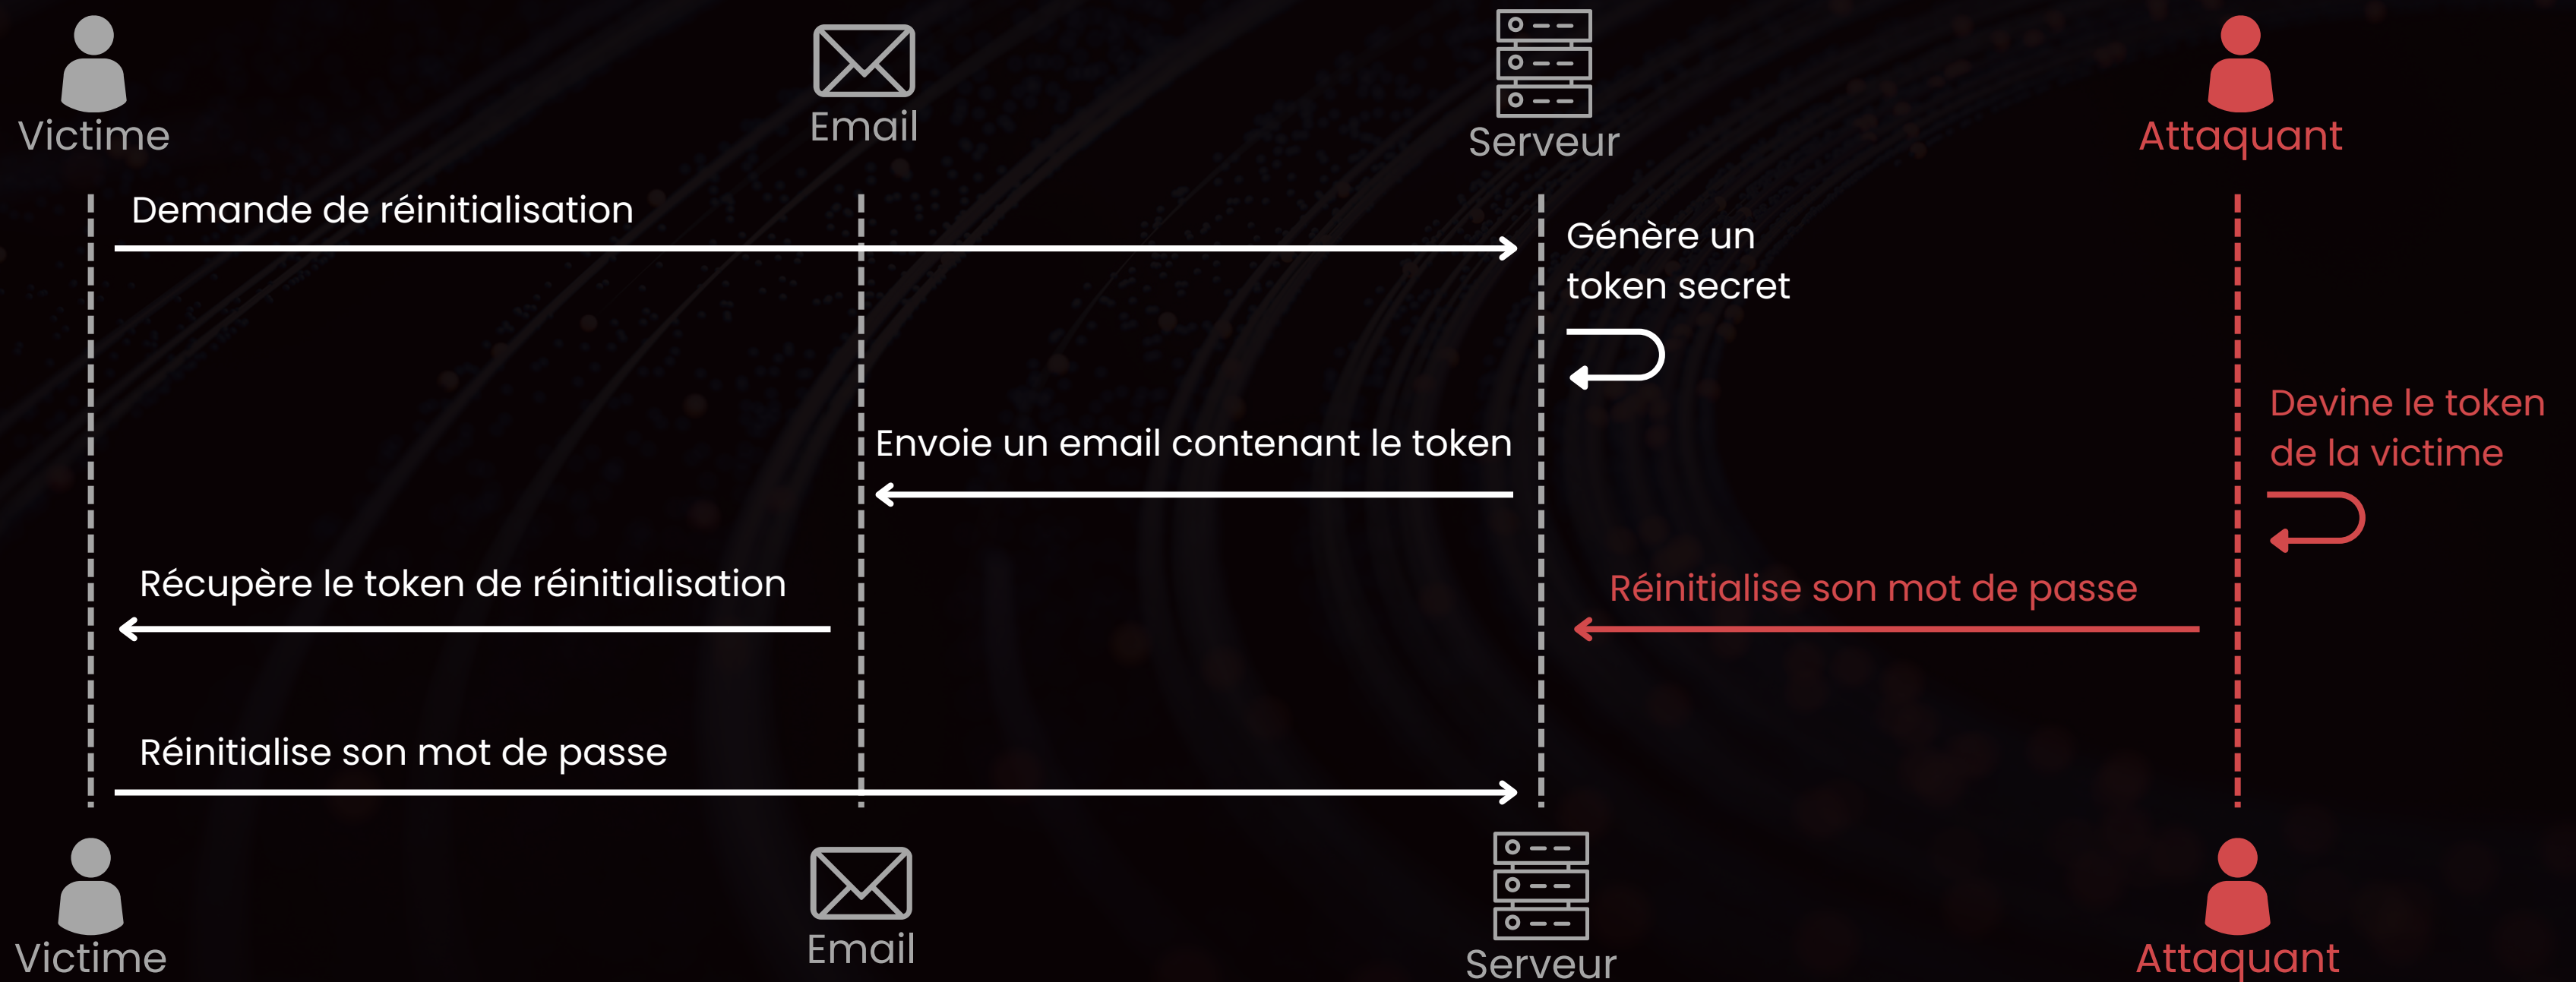 Victime
Email
Serveur
Attaquant
Demande de réinitialisation
Génère un
token secret
Devine le token
de la victime
Envoie un email contenant le token
Récupère le token de réinitialisation
Réinitialise son mot de passe
Réinitialise son mot de passe
Victime
Email
Serveur
Attaquant